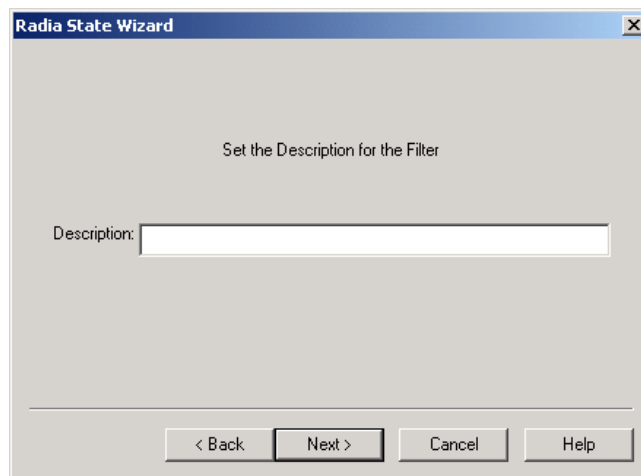 Radia State Wizard
Set the Description for the Filter
Description:
< Back Next > Cancel Help